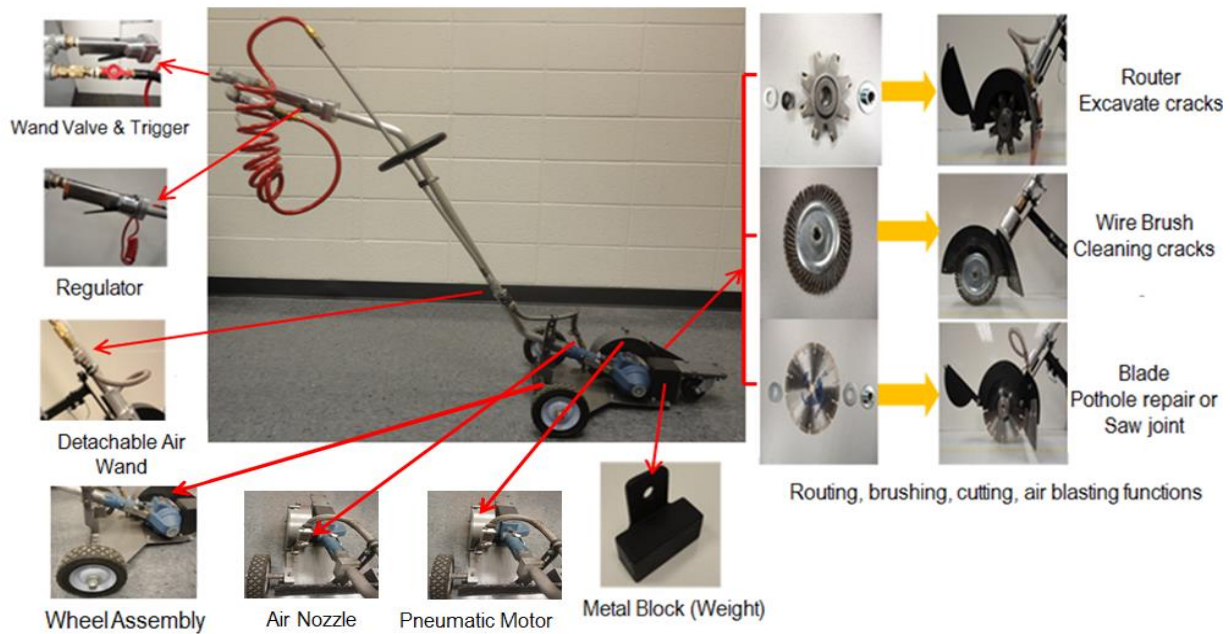 Wand Valve & Trigger
Regulator
Detachable Air
Wand
Wheel Assembly
Air Nozzle
Pneumatic Motor
Metal Block (Weight)
Router
Excavate cracks
Wire Brush
Cleaning cracks
Blade
Pothole repair or
Saw joint
Routing, brushing, cutting, air blasting functions